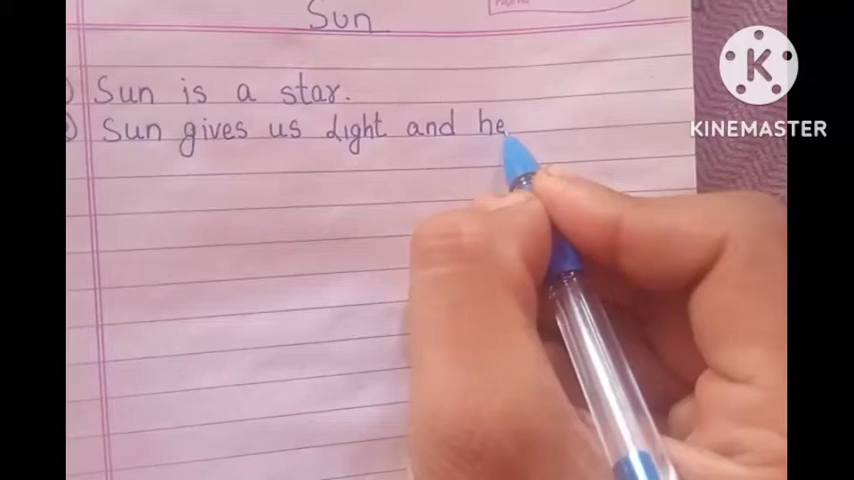 Sun
Sun is a star.
Sun gives us light and he
KINEMASTER